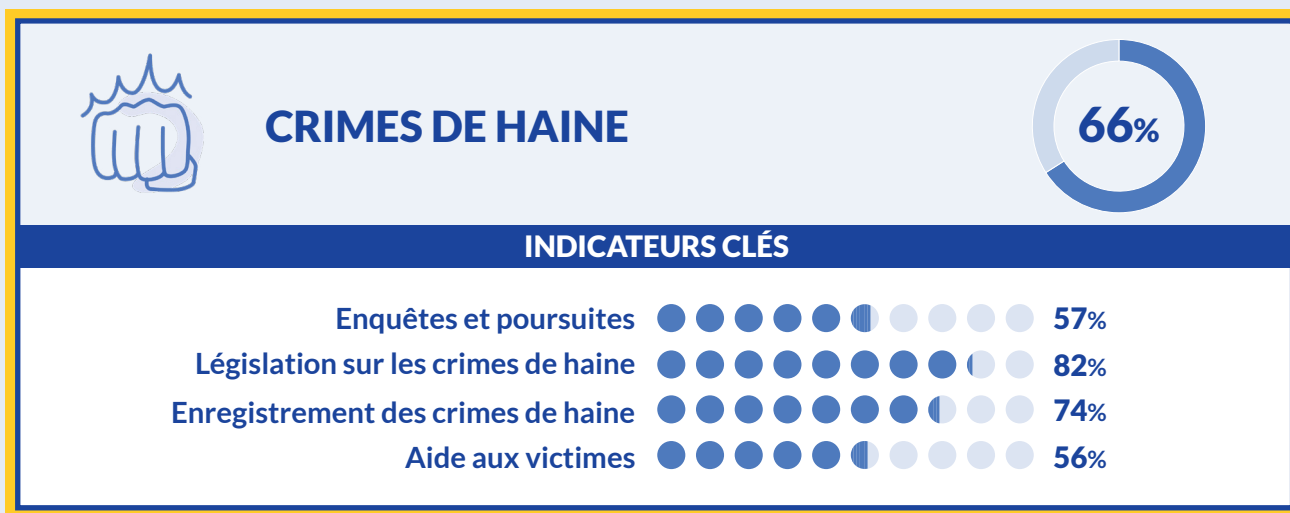 CRIMES DE HAINE
66%
INDICATEURS CLÉS
Enquêtes et poursuites 57%
Législation sur les crimes de haine 82%
Enregistrement des crimes de haine 74%
Aide aux victimes 56%